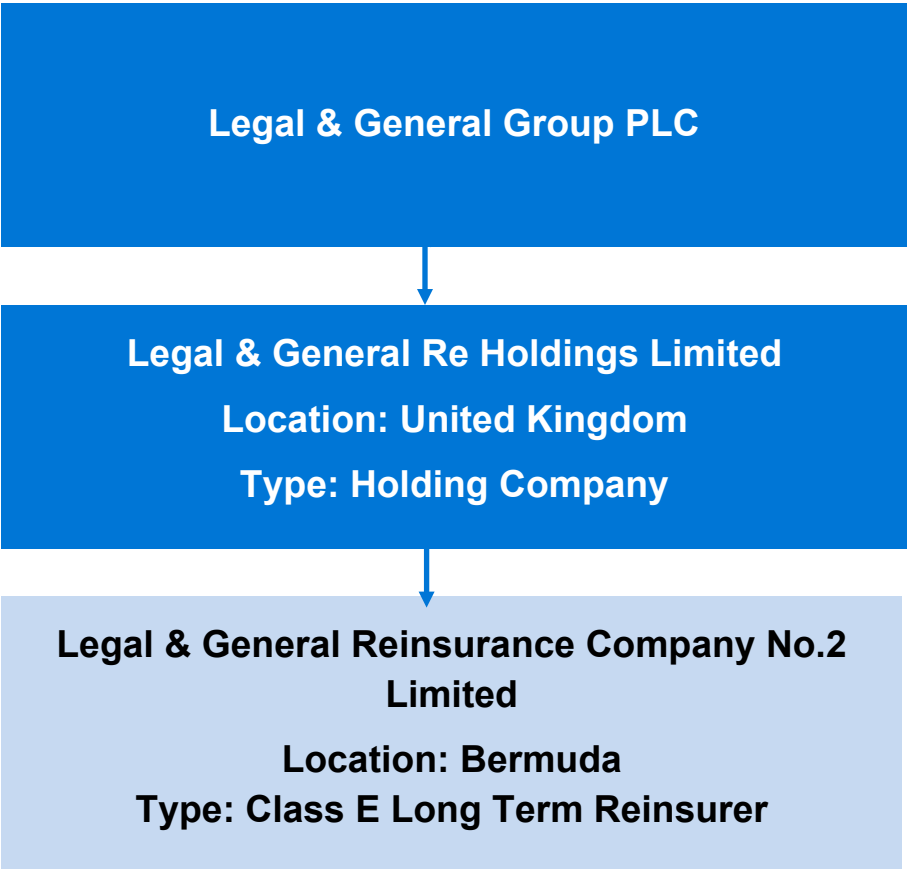 Legal & General Group PLC
Legal & General Re Holdings Limited
Location: United Kingdom
Type: Holding Company
Legal & General Reinsurance Company No.2
Limited
Location: Bermuda
Type: Class E Long Term Reinsurer